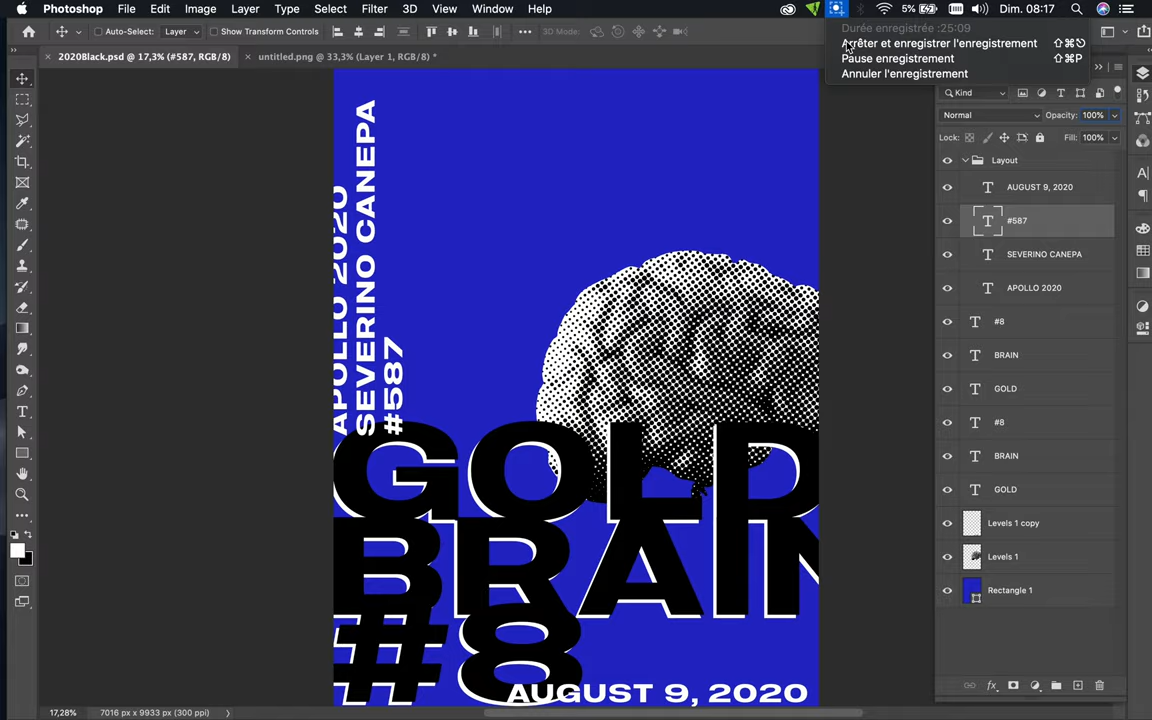 Photoshop File Edit Image Layer Type Select Filter 3D View Window Help 5% Dim. 08:17
Durée enregistrée :25:09
Arrêter et enregistrer l'enregistrement ⇧⌘⎋
Pause enregistrement ⇧⌘P
Annuler l'enregistrement
Auto-Select: Layer Show Transform Controls 3D Mode:
2020Black.psd @ 17,3% (#587, RGB/8) untitled.png @ 33,3% (Layer 1, RGB/8) *
Kind
Normal Opacity: 100%
Lock: Fill: 100%
Layout
AUGUST 9, 2020
#587
SEVERINO CANEPA
APOLLO 2020
#8
BRAIN
GOLD
#8
BRAIN
GOLD
Levels 1 copy
Levels 1
Rectangle 1
APOLLO 2020
SEVERINO CANEPA
#587
GOLD
BRAIN
#8
AUGUST 9, 2020
17,28% 7016 px x 9933 px (300 ppi)